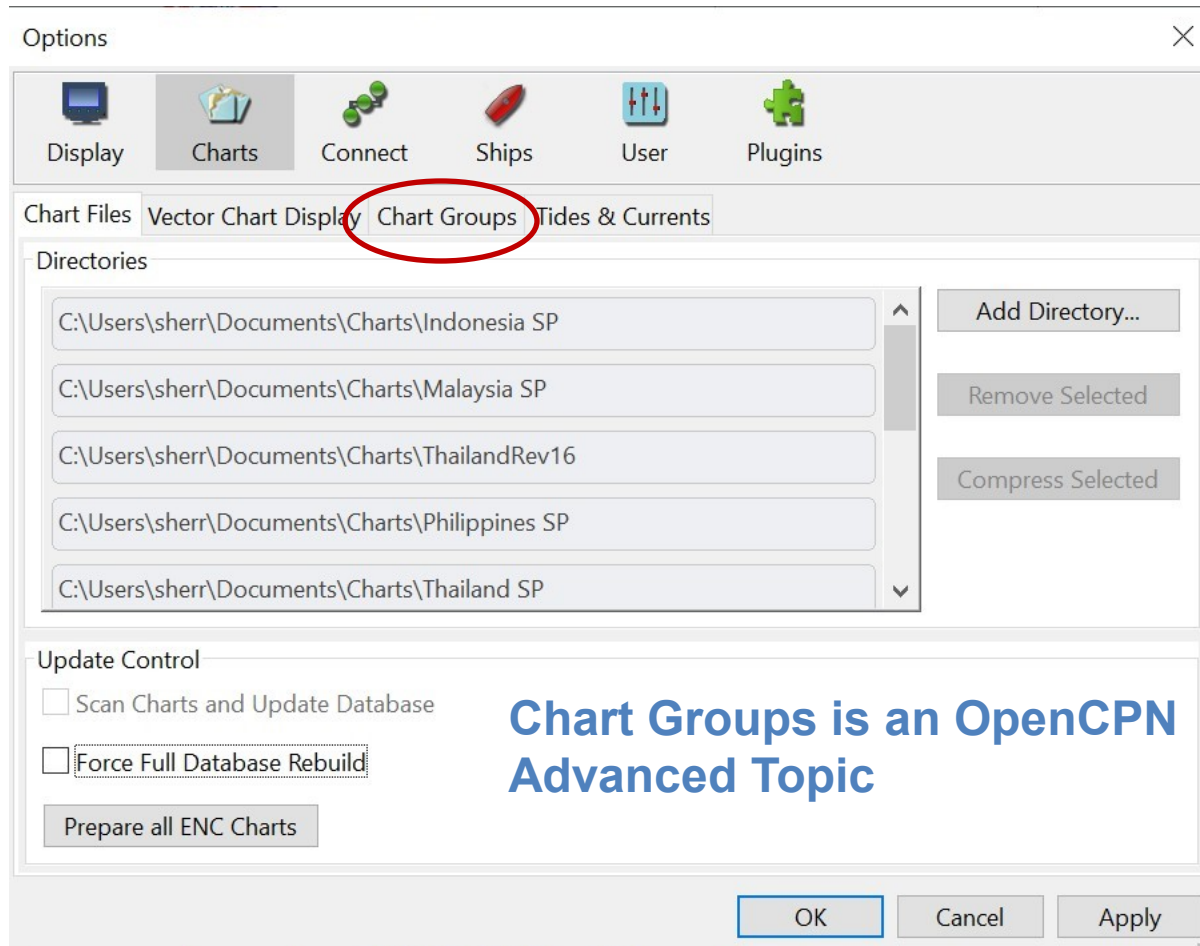 Options
Display Charts Connect Ships User Plugins
Chart Files Vector Chart Display Chart Groups Tides & Currents
Directories
C:\Users\sherr\Documents\Charts\Indonesia SP
Add Directory...
C:\Users\sherr\Documents\Charts\Malaysia SP
Remove Selected
C:\Users\sherr\Documents\Charts\ThailandRev16
Compress Selected
C:\Users\sherr\Documents\Charts\Philippines SP
C:\Users\sherr\Documents\Charts\Thailand SP
Update Control
Scan Charts and Update Database
Force Full Database Rebuild
Prepare all ENC Charts
Chart Groups is an OpenCPN
Advanced Topic
OK Cancel Apply